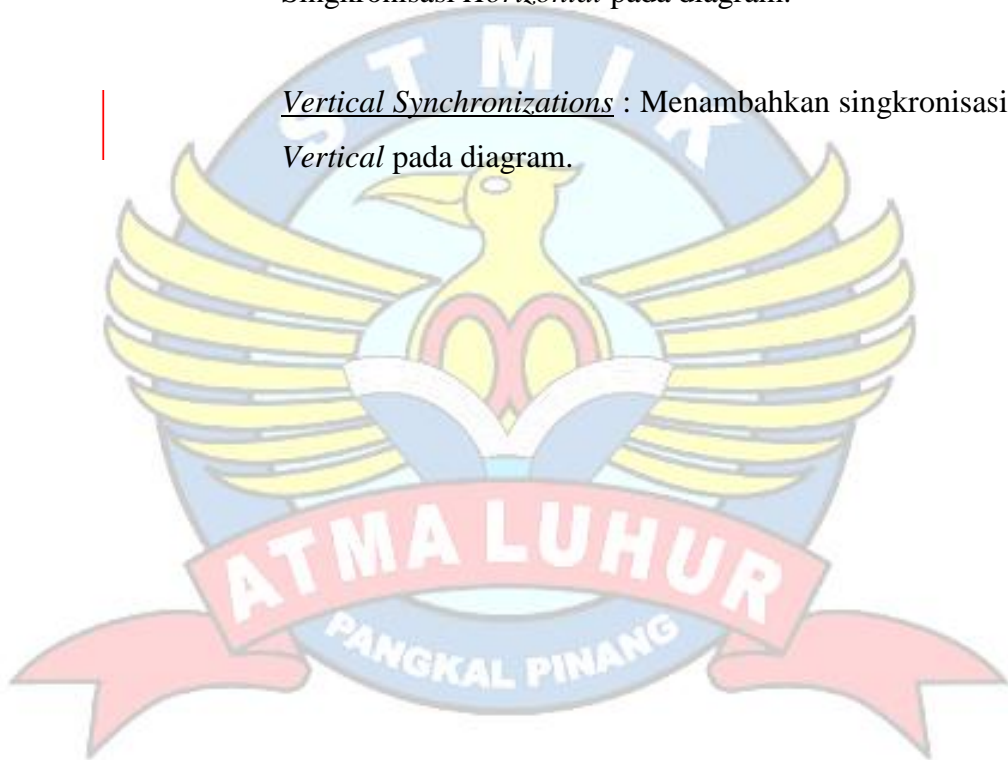 Singkronisasi Horizontal pada diagram.
Vertical Synchronizations : Menambahkan singkronisasi
Vertical pada diagram.
STMIK
ATMA LUHUR
PANGKAL PINANG